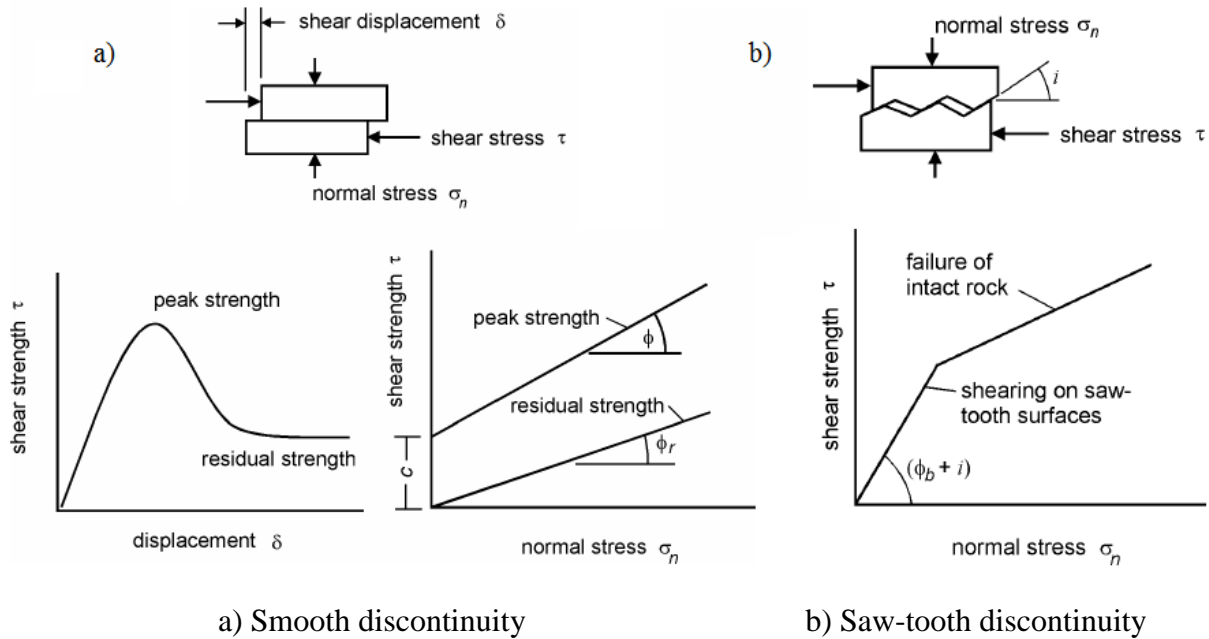 shear displacement δ
a)
shear stress τ
normal stress σn
b)
normal stress σn
i
shear stress τ
shear strength τ
peak strength
residual strength
displacement δ
shear strength τ
peak strength
ϕ
residual strength
ϕr
c
normal stress σn
shear strength τ
failure of
intact rock
shearing on saw-
tooth surfaces
(ϕb + i)
normal stress σn
a) Smooth discontinuity
b) Saw-tooth discontinuity